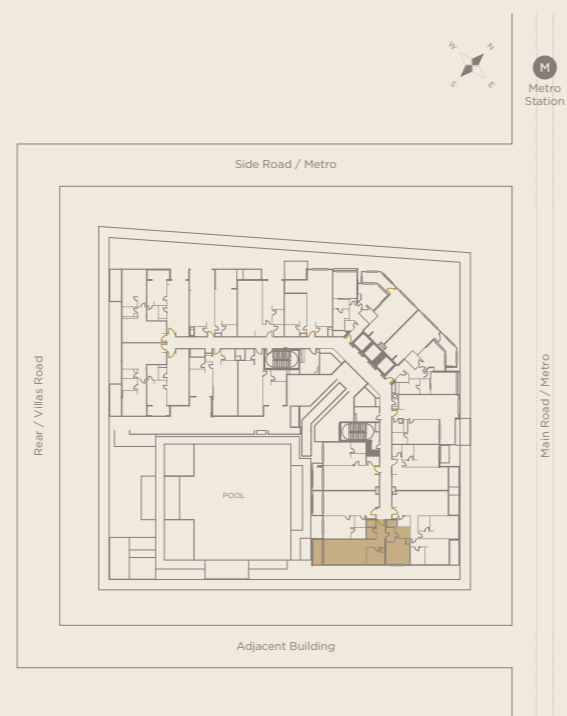 W
N
S
E
M
Metro
Station
Side Road / Metro
Rear / Villas Road
Main Road / Metro
POOL
Adjacent Building